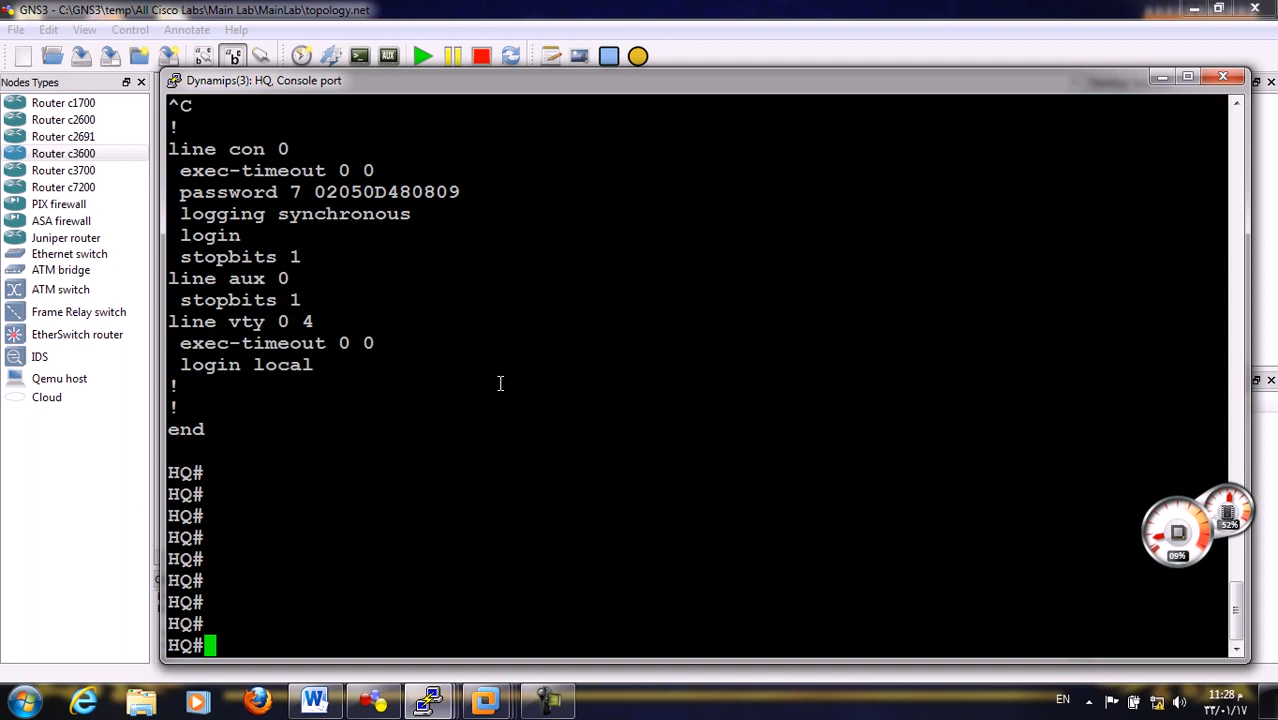 GNS3 - C:\GNS3\temp\All Cisco Labs\Main Lab\MainLab\topology.net
File Edit View Control Annotate Help
Nodes Types
Router c1700
Router c2600
Router c2691
Router c3600
Router c3700
Router c7200
PIX firewall
ASA firewall
Juniper router
Ethernet switch
ATM bridge
ATM switch
Frame Relay switch
EtherSwitch router
IDS
Qemu host
Cloud
Dynamips(3): HQ, Console port
^C
!
line con 0
exec-timeout 0 0
password 7 02050D480809
logging synchronous
login
stopbits 1
line aux 0
stopbits 1
line vty 0 4
exec-timeout 0 0
login local
!
!
end
HQ#
HQ#
HQ#
HQ#
HQ#
HQ#
HQ#
HQ#
HQ#
52%
09%
EN
11:28 م
٣٣/٠١/١٧